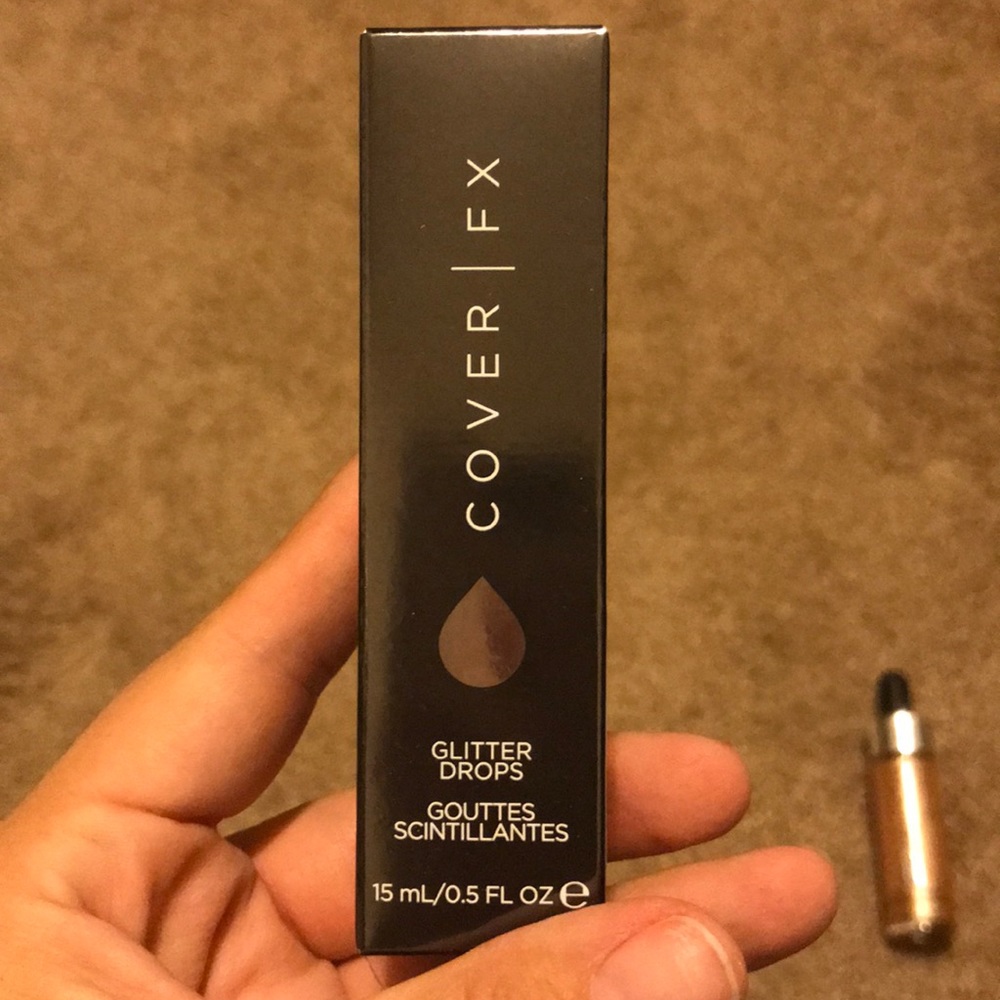 COVER | FX
GLITTER
DROPS
GOUTTES
SCINTILLANTES
15 mL/0.5 FL OZ ℮